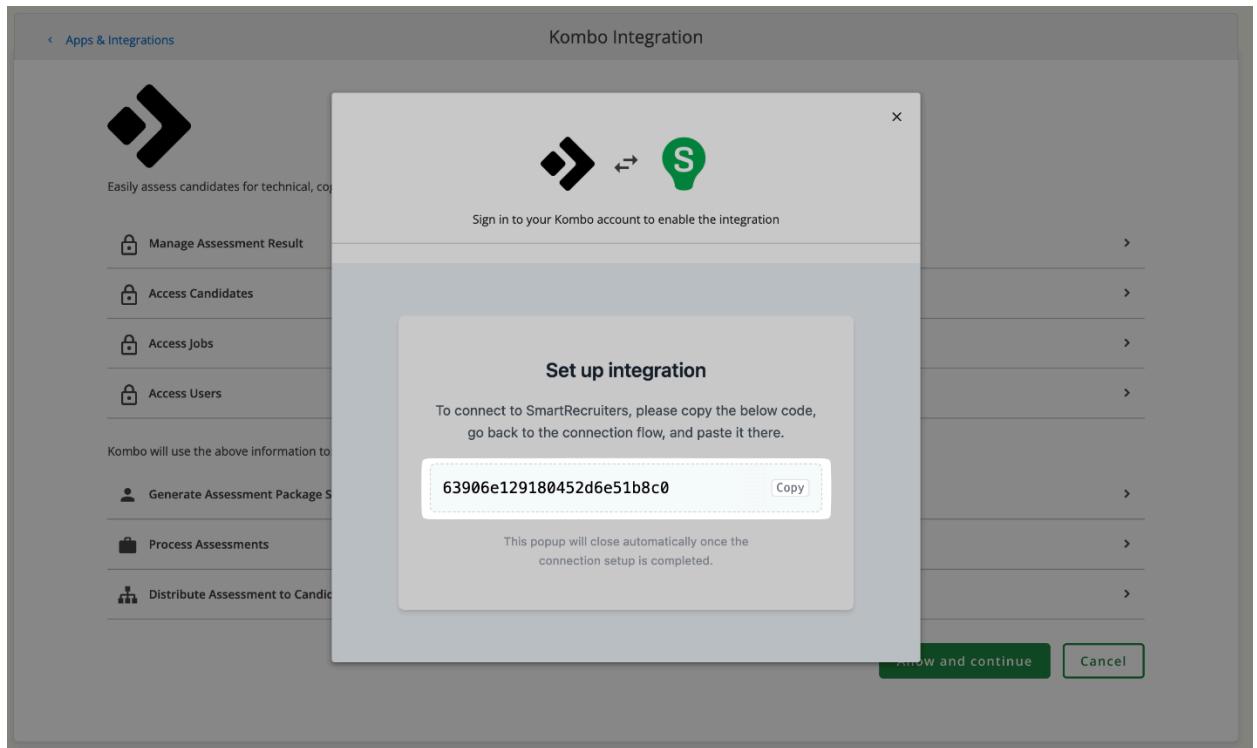 Apps & Integrations
Kombo Integration
Easily assess candidates for technical,
Manage Assessment Result
Access Candidates
Access Jobs
Access Users
Kombo will use the above information to
Generate Assessment Package S
Process Assessments
Distribute Assessment to Candic
S
Sign in to your Kombo account to enable the integration
Set up integration
To connect to SmartRecruiters, please copy the below code,
go back to the connection flow, and paste it there.
63906e129180452d6e51b8c0
Copy
This popup will close automatically once the
connection setup is completed.
Allow and continue
Cancel